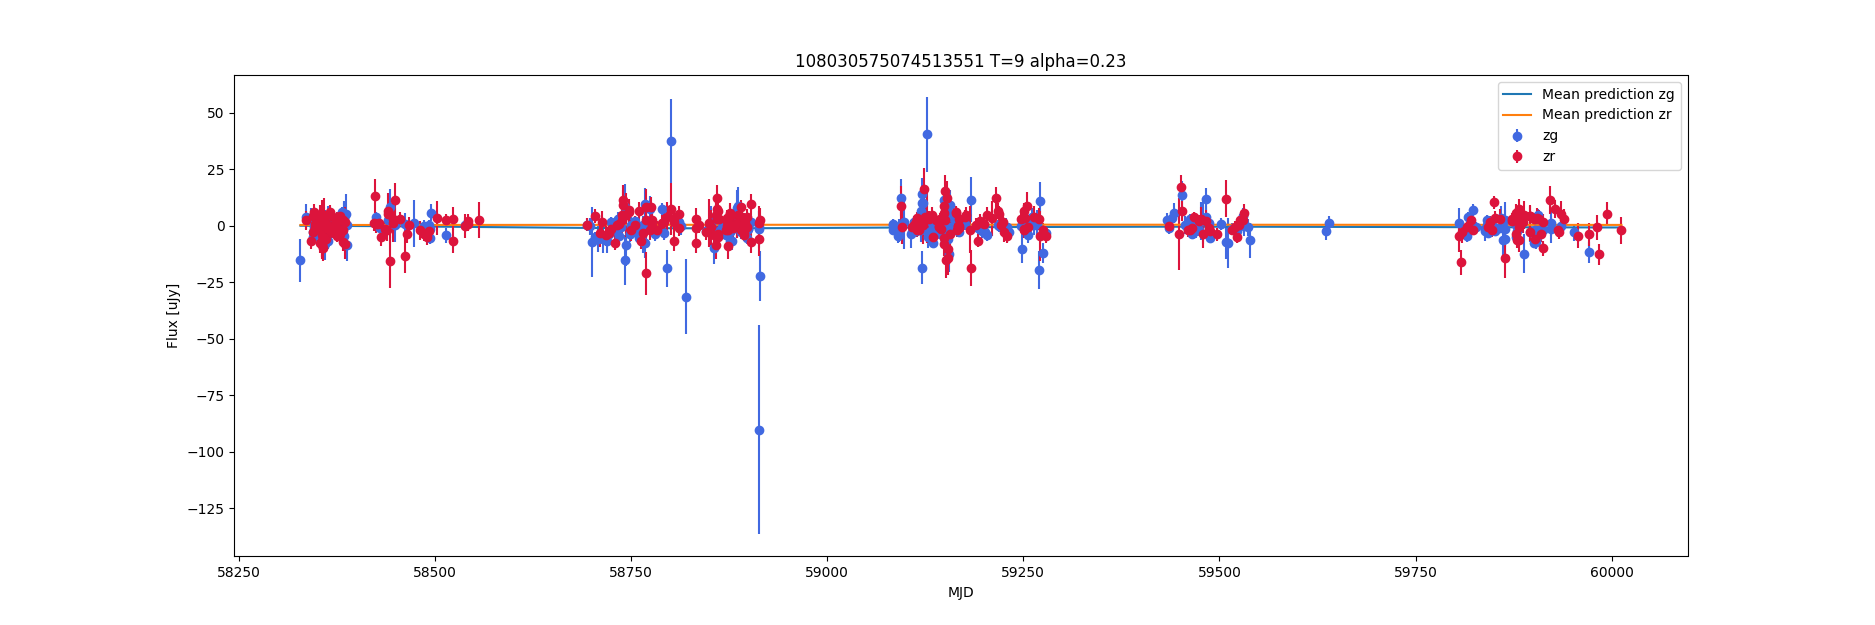 108030575074513551 T=9 alpha=0.23
Mean prediction zg
Mean prediction zr
zg
zr
Flux [uJy]
50
25
0
−25
−50
−75
−100
−125
58250 58500 58750 59000 59250 59500 59750 60000
MJD